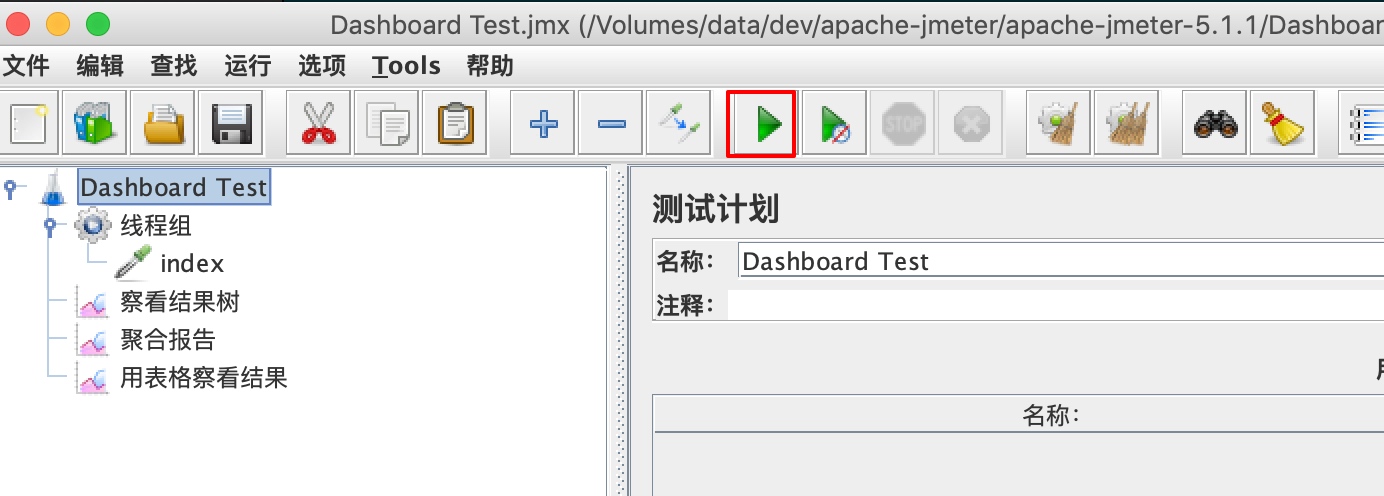 Dashboard Test.jmx (/Volumes/data/dev/apache-jmeter/apache-jmeter-5.1.1/Dashboar
文件 编辑 查找 运行 选项 Tools 帮助
STOP
Dashboard Test
线程组
index
察看结果树
聚合报告
用表格察看结果
测试计划
名称： Dashboard Test
注释：
名称：